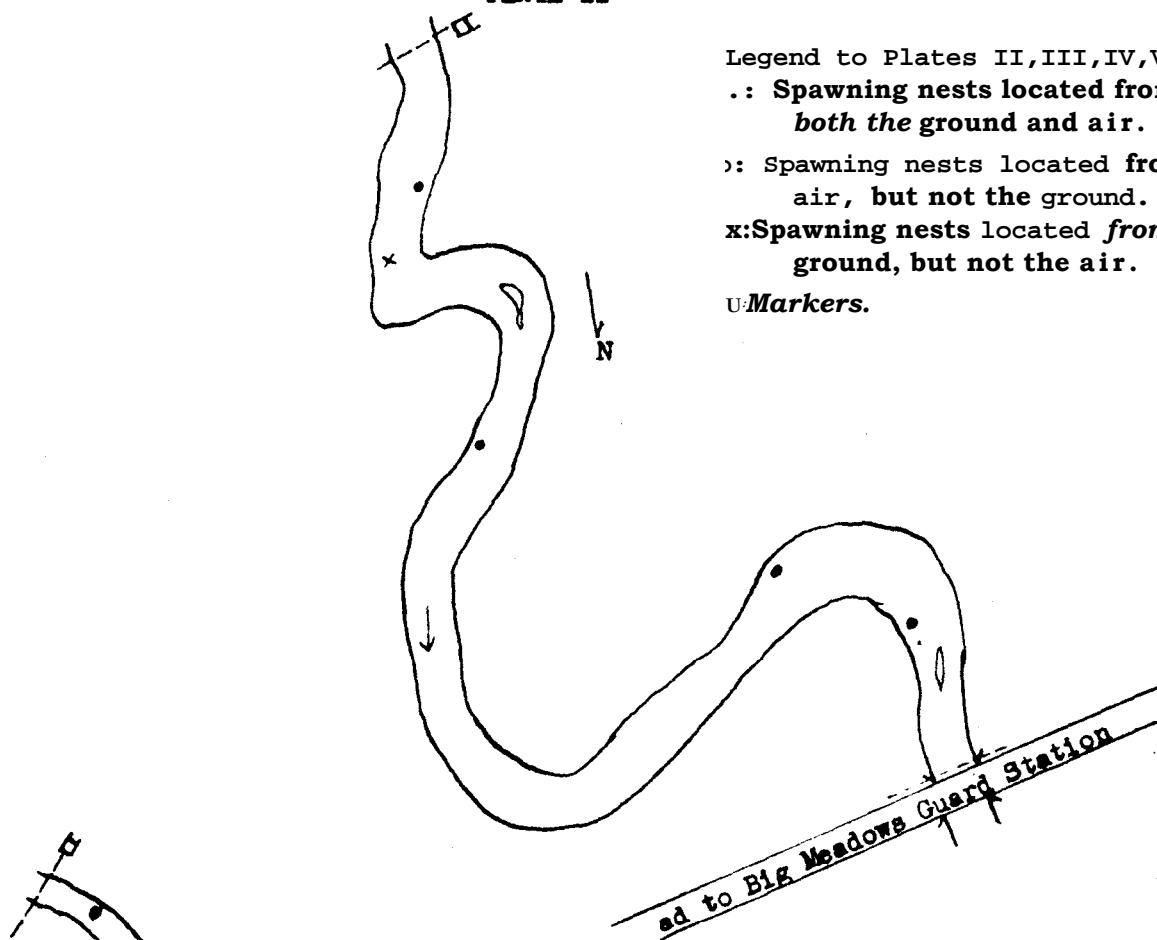 Legend to Plates II,III,IV,V
.: Spawning nests located from
both the ground and air.
: Spawning nests located fro
air, but not the ground.
x:Spawning nests located from
ground, but not the air.
U:Markers.
N
ad to Big Meadows Guard Station